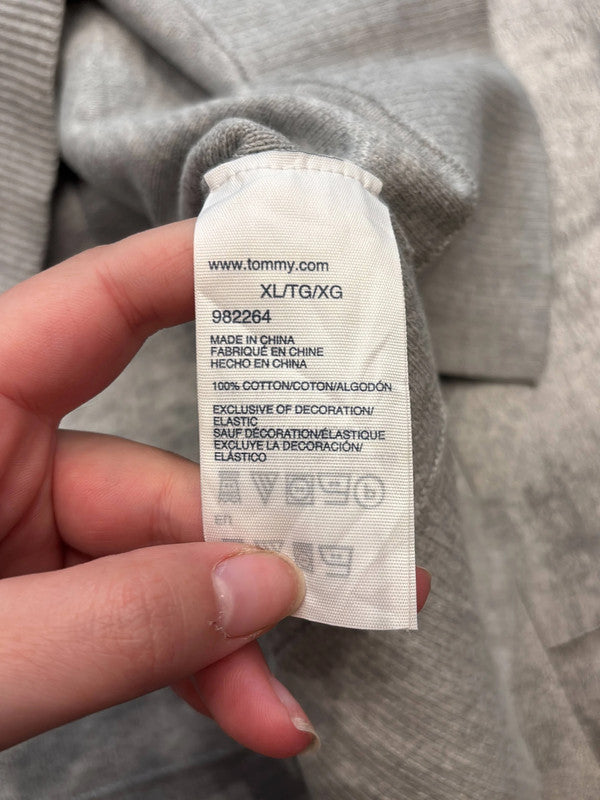 www.tommy.com
XL/TG/XG
982264
MADE IN CHINA
FABRIQUÉ EN CHINE
HECHO EN CHINA
100% COTTON/COTON/ALGODÓN
EXCLUSIVE OF DECORATION/
ELASTIC
SAUF DÉCORATION/ÉLASTIQUE
EXCLUYE LA DECORACIÓN/
ELÁSTICO